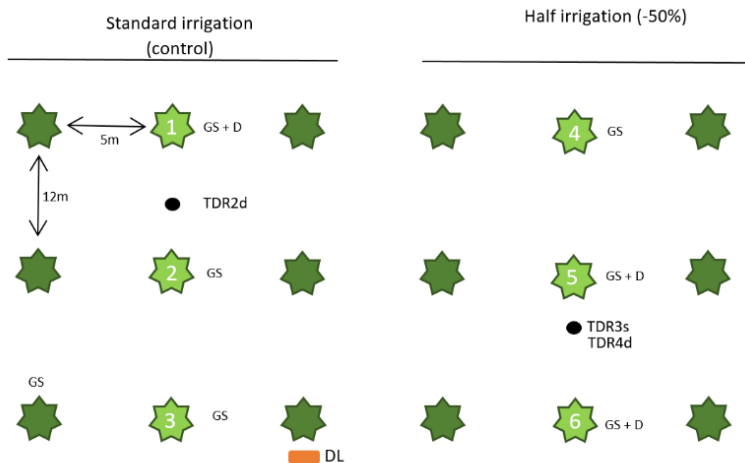 Standard irrigation
(control)
Half irrigation (-50%)
1
GS + D
5m
4
GS
12m
TDR2d
2
GS
5
GS + D
TDR3s
TDR4d
GS
3
GS
6
GS + D
DL